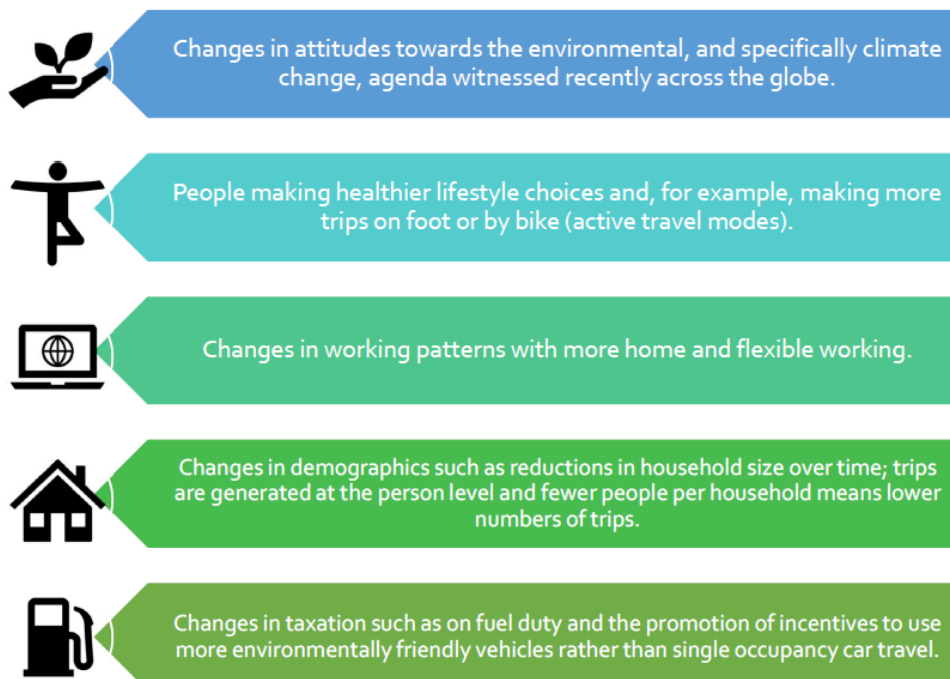 Changes in attitudes towards the environmental, and specifically climate
change, agenda witnessed recently across the globe.
People making healthier lifestyle choices and, for example, making more
trips on foot or by bike (active travel modes).
Changes in working patterns with more home and flexible working.
Changes in demographics such as reductions in household size over time; trips
are generated at the person level and fewer people per household means lower
numbers of trips.
Changes in taxation such as on fuel duty and the promotion of incentives to use
more environmentally friendly vehicles rather than single occupancy car travel.